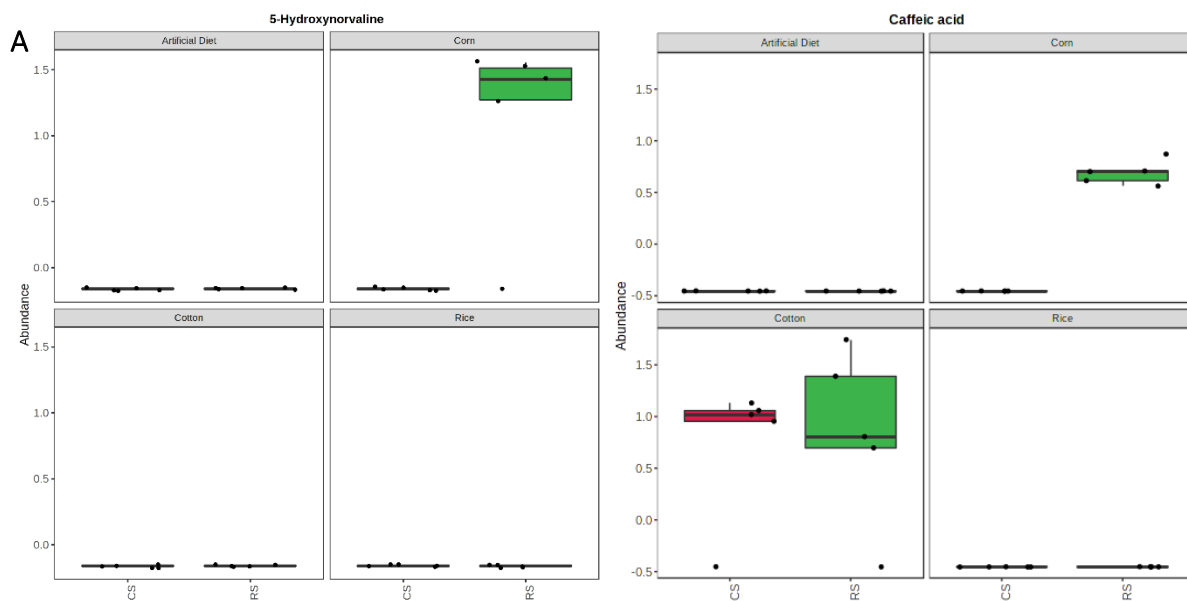 A
5-Hydroxynorvaline
Artificial Diet
Corn
1.5
1.0
0.5
0.0
Cotton
Rice
1.5
1.0
0.5
0.0
Abundance
CS
RS
CS
RS
Caffeic acid
Artificial Diet
Corn
1.5
1.0
0.5
0.0
-0.5
Cotton
Rice
1.5
1.0
0.5
0.0
-0.5
Abundance
CS
RS
CS
RS